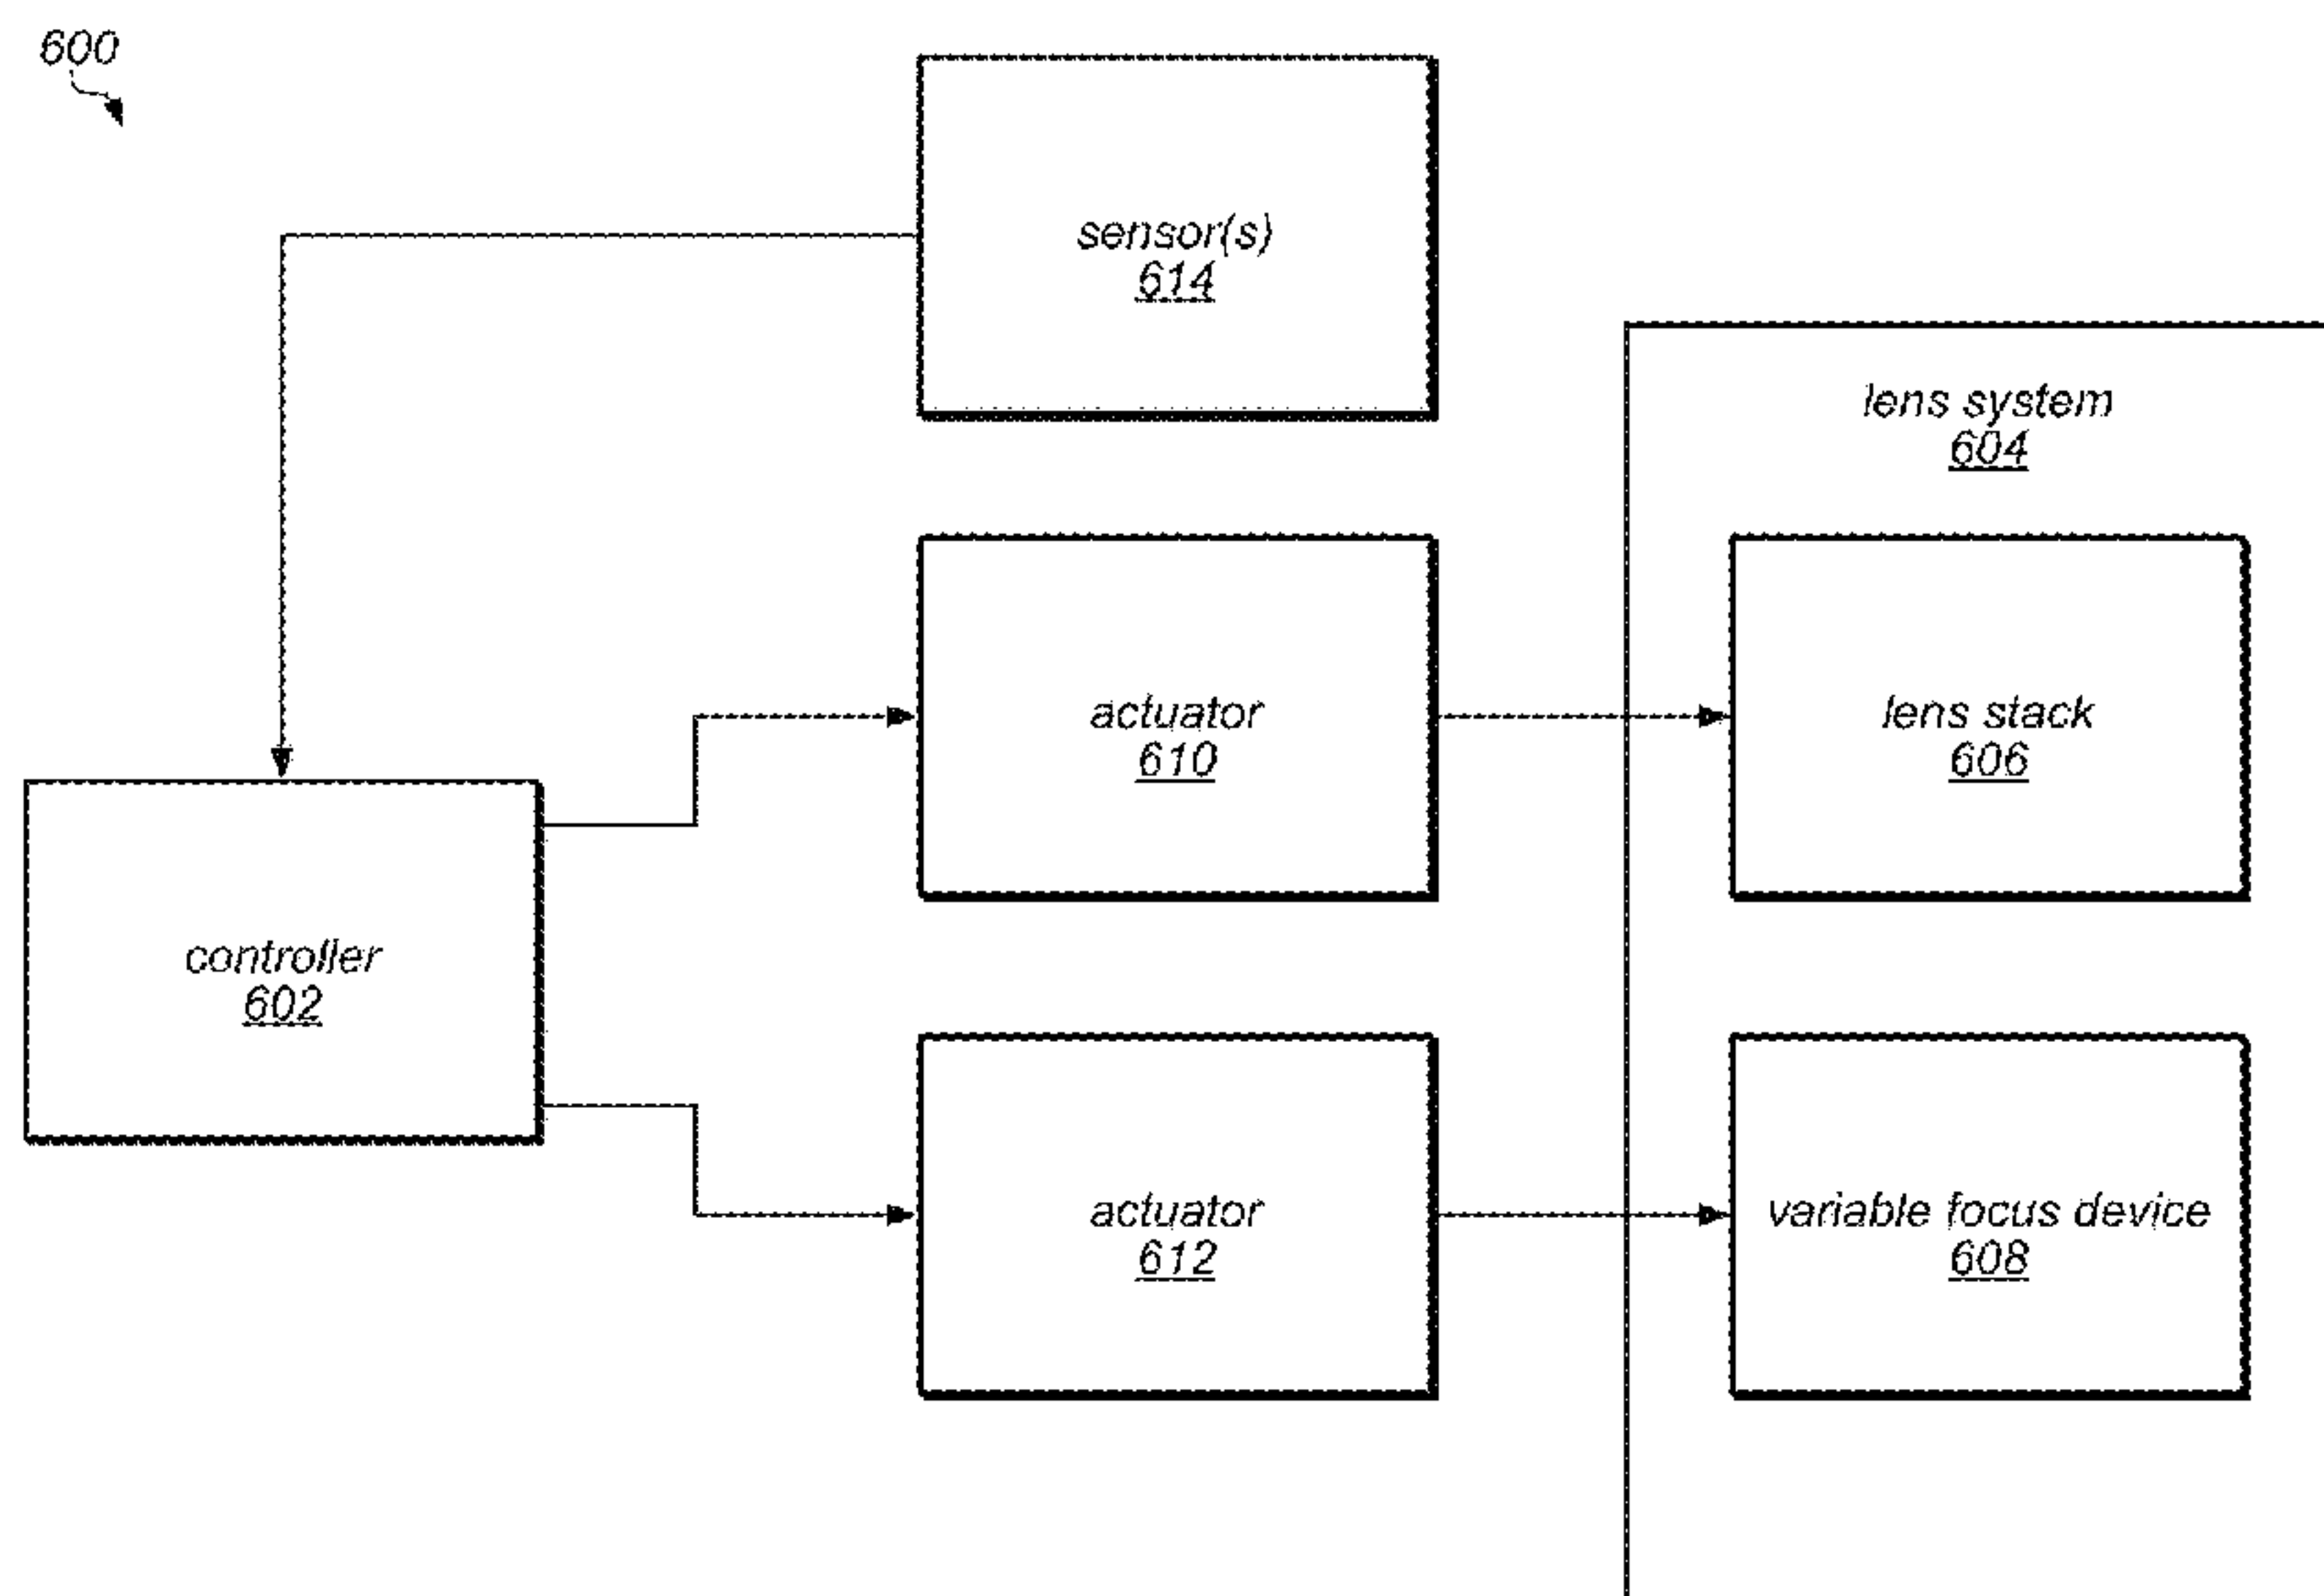 600
sensor(s)
614
lens system
604
actuator
610
lens stack
606
controller
602
actuator
612
variable focus device
608